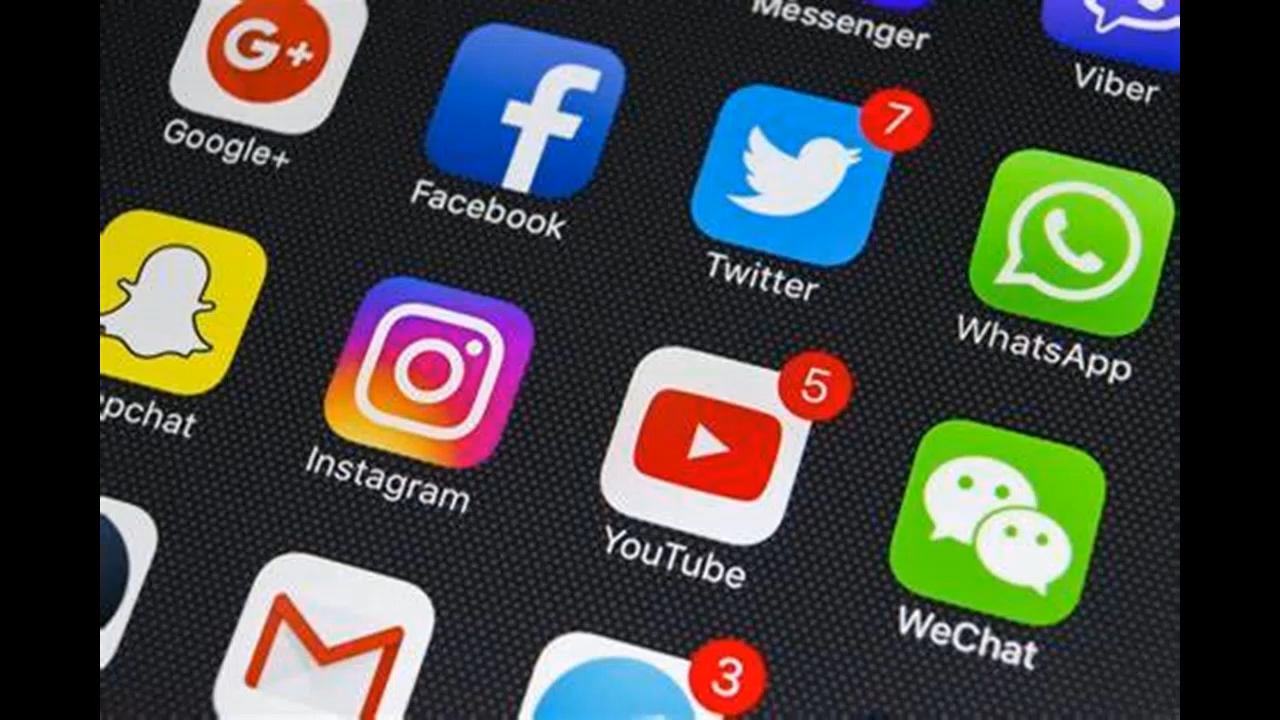 Messenger
Viber
G+
Google+
f
Facebook
7
Twitter
WhatsApp
pchat
Instagram
5
YouTube
WeChat
M
3